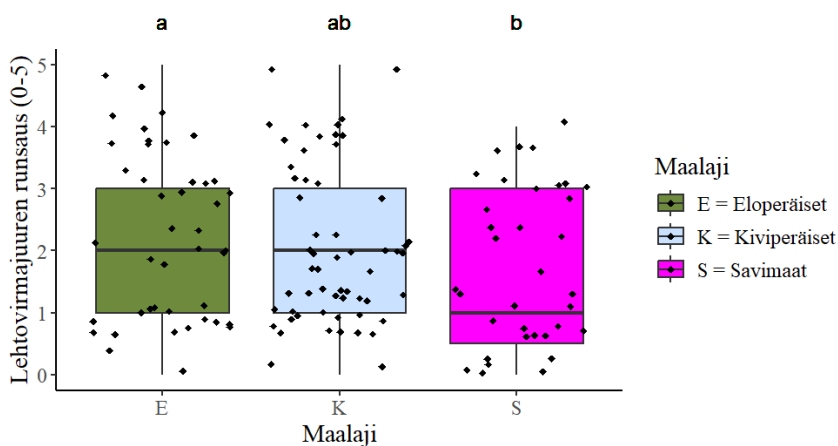 a ab b
Lehtovirmajuuren runsaus (0-5)
5
4
3
2
1
0
E K S
Maalaji
Maalaji
E = Eloperäiset
K = Kiviperäiset
S = Savimaat